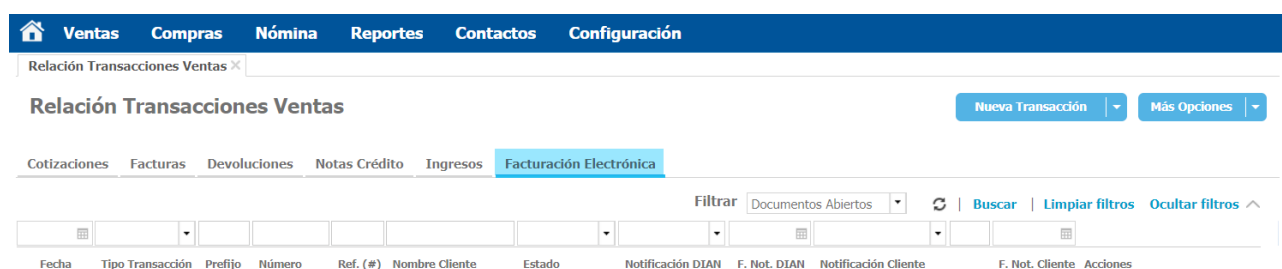 Ventas Compras Nómina Reportes Contactos Configuración
Relación Transacciones Ventas
Relación Transacciones Ventas Nueva Transacción Más Opciones
Cotizaciones Facturas Devoluciones Notas Crédito Ingresos Facturación Electrónica
Filtrar Documentos Abiertos | Buscar | Limpiar filtros Ocultar filtros
Fecha Tipo Transacción Prefijo Número Ref. (#) Nombre Cliente Estado Notificación DIAN F. Not. DIAN Notificación Cliente F. Not. Cliente Acciones